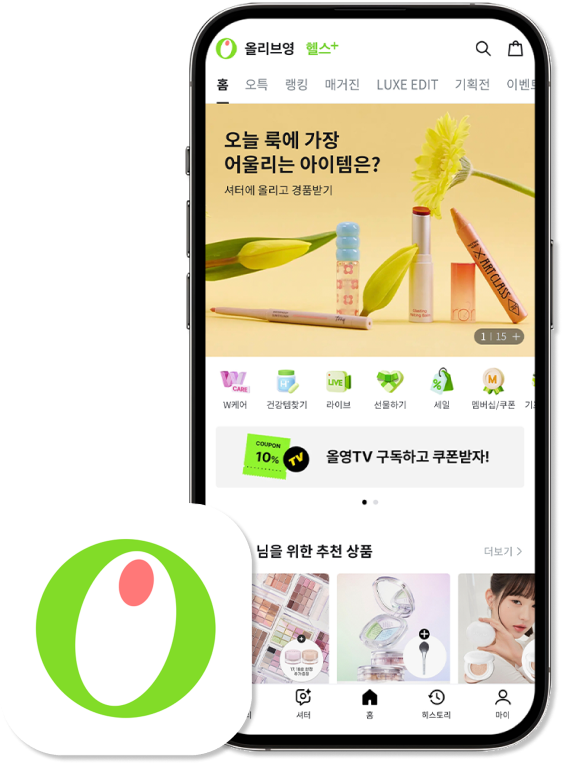 올리브영 헬스+
홈 오특 랭킹 매거진 LUXE EDIT 기획전 이벤트
오늘 룩에 가장
어울리는 아이템은?
셔터에 올리고 경품받기
X ART CLASS
1 | 15 +
W CARE
LIVE
%
M
W케어 건강템찾기 라이브 선물하기 세일 멤버십/쿠폰
COUPON
10%
TV
올영TV 구독하고 쿠폰받자!
님을 위한 추천 상품
더보기 >
셔터 홈 히스토리 마이